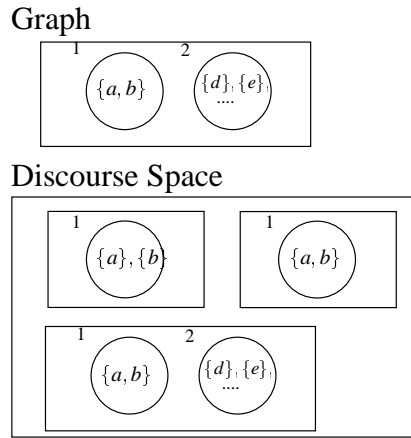 Graph
1 2
{a, b} {d}, {e},
....
Discourse Space
1 1
{a}, {b} {a, b}
1 2
{a, b} {d}, {e},
....